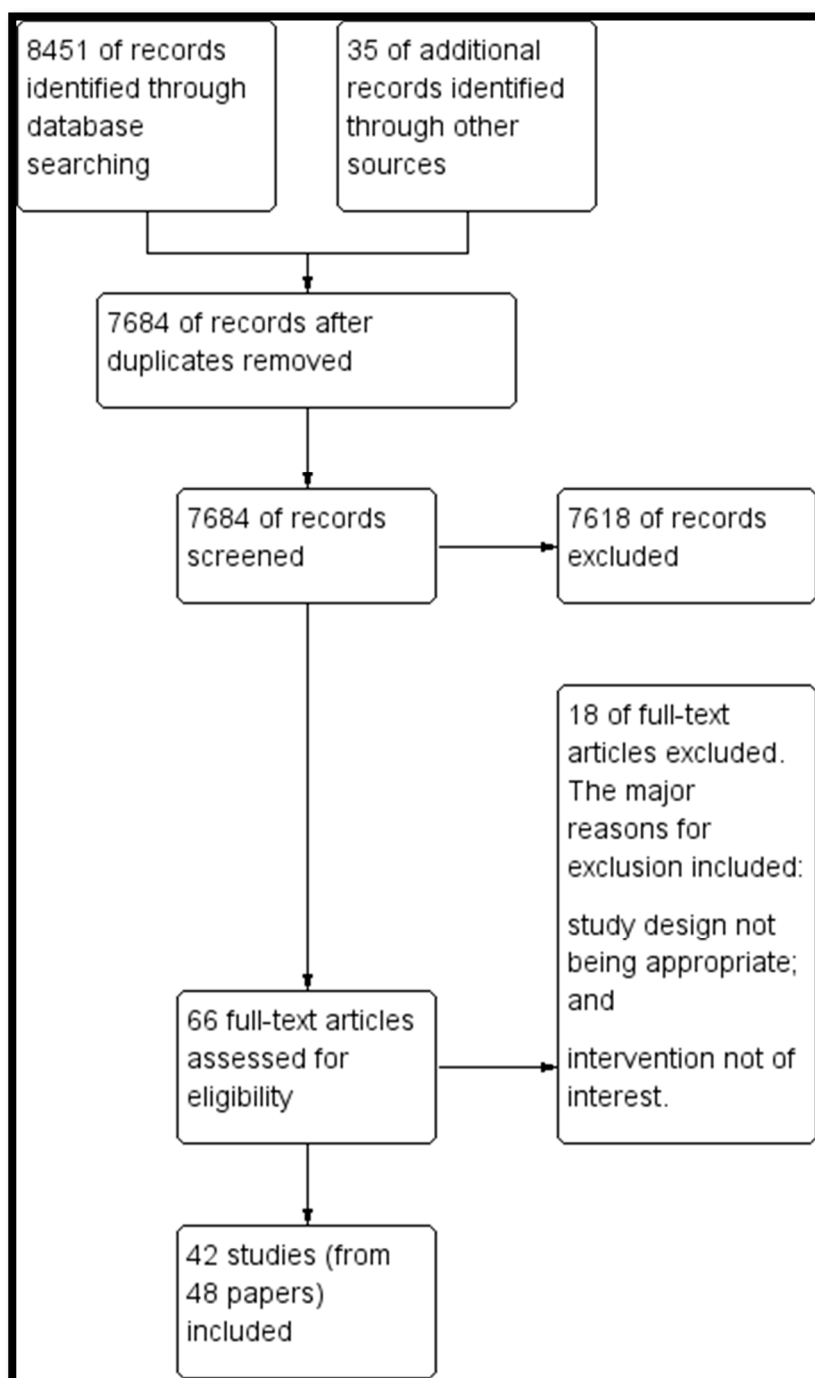 8451 of records
identified through
database
searching
35 of additional
records identified
through other
sources
7684 of records after
duplicates removed
7684 of records
screened
7618 of records
excluded
18 of full-text
articles excluded.
The major
reasons for
exclusion included:
study design not
being appropriate;
and
intervention not of
interest.
66 full-text articles
assessed for
eligibility
42 studies (from
48 papers)
included